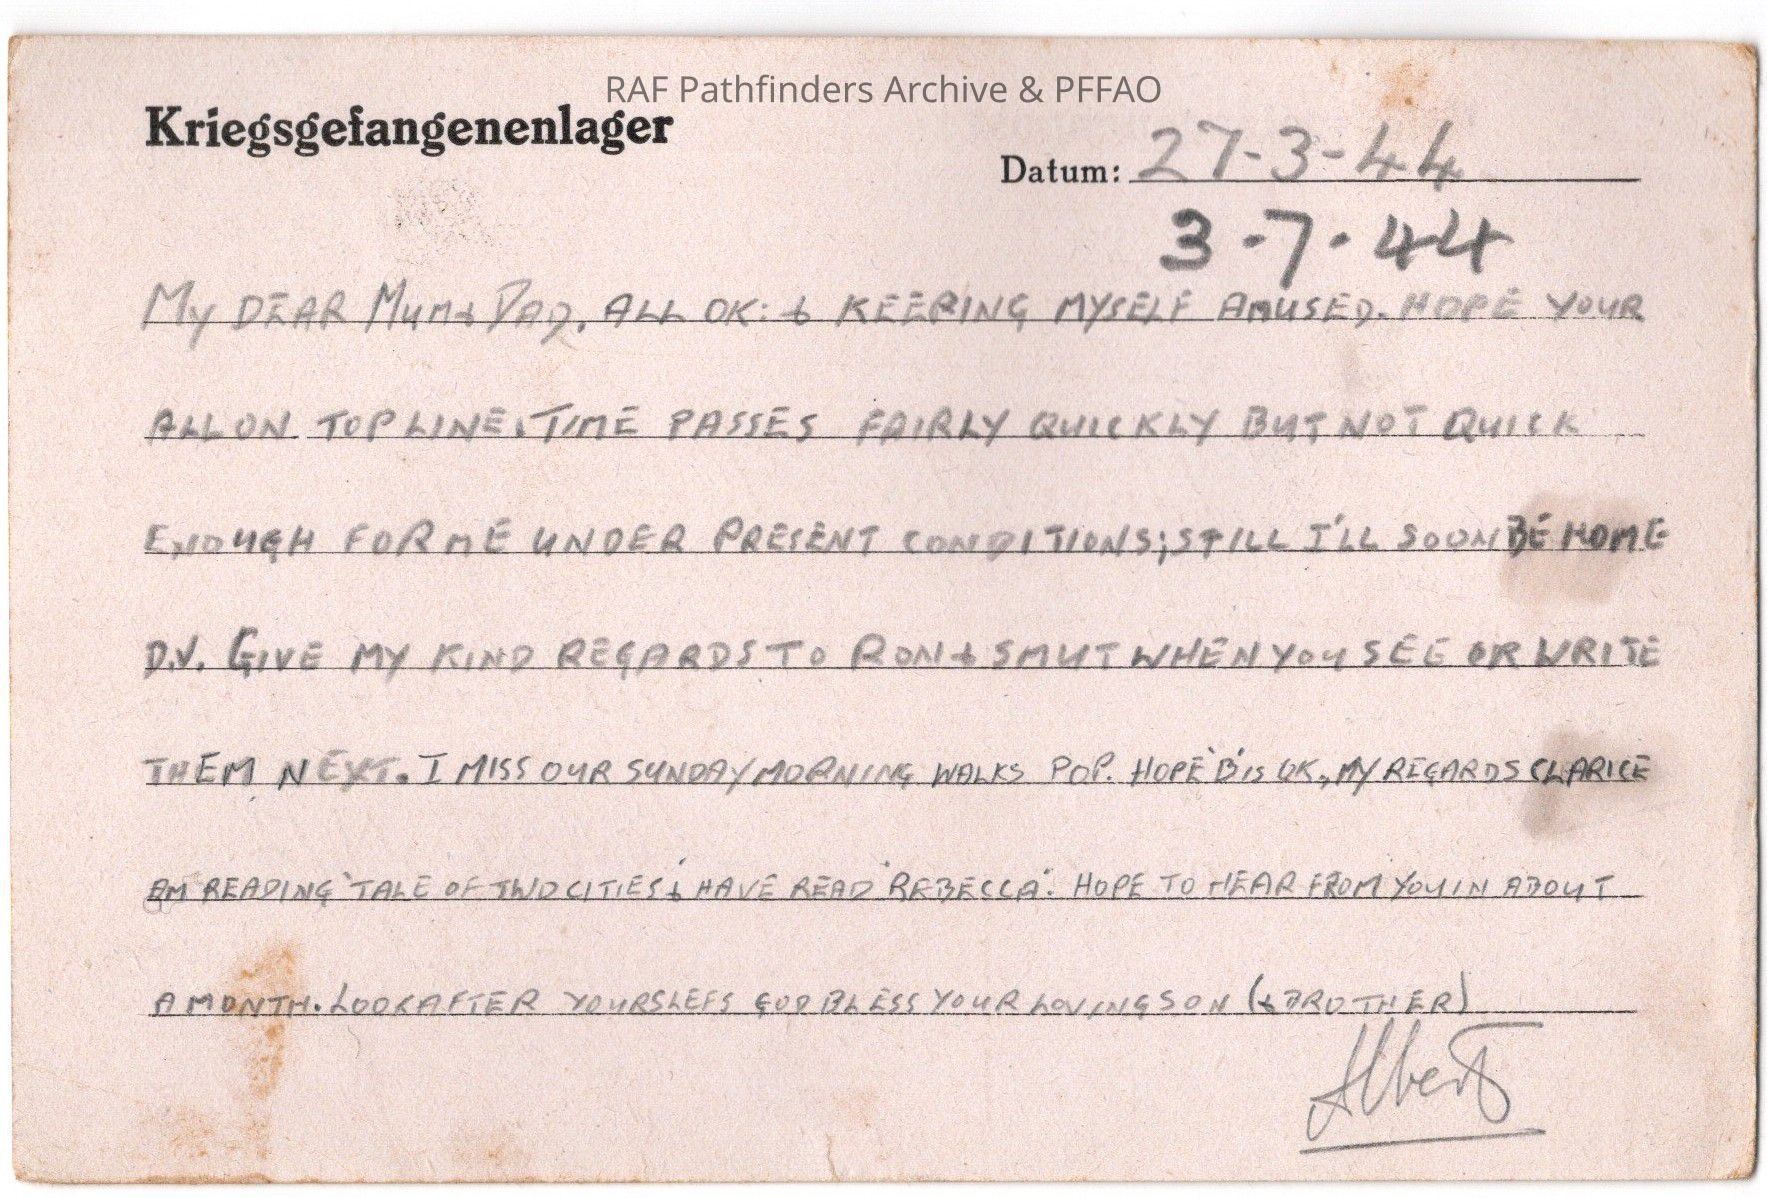 RAF Pathfinders Archive & PFFAO
Kriegsgefangenenlager
Datum: 27-3-44
3-7-44
MY DEAR MUM & DAD, ALL OK: & KEEPING MYSELF AMUSED. HOPE YOUR
ALL ON TOP LINE. TIME PASSES FAIRLY QUICKLY BUT NOT QUICK
ENOUGH FOR ME UNDER PRESENT CONDITIONS; STILL I'LL SOON BE HOME
D.V. GIVE MY KIND REGARDS TO RON & SMUT WHEN YOU SEE OR WRITE
THEM NEXT. I MISS OUR SUNDAY MORNING WALKS POP. HOPE 'B' IS OK., MY REGARDS CLARICE
AM READING 'TALE OF TWO CITIES' & HAVE READ 'REBECCA'. HOPE TO HEAR FROM YOU IN ABOUT
A MONTH. LOOK AFTER YOURSLEFS GOD BLESS YOUR LOVING SON (& BROTHER)
Albert